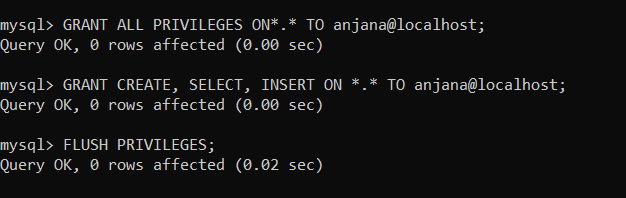 mysql> GRANT ALL PRIVILEGES ON*.* TO anjana@localhost;
Query OK, 0 rows affected (0.00 sec)
mysql> GRANT CREATE, SELECT, INSERT ON *.* TO anjana@localhost;
Query OK, 0 rows affected (0.00 sec)
mysql> FLUSH PRIVILEGES;
Query OK, 0 rows affected (0.02 sec)